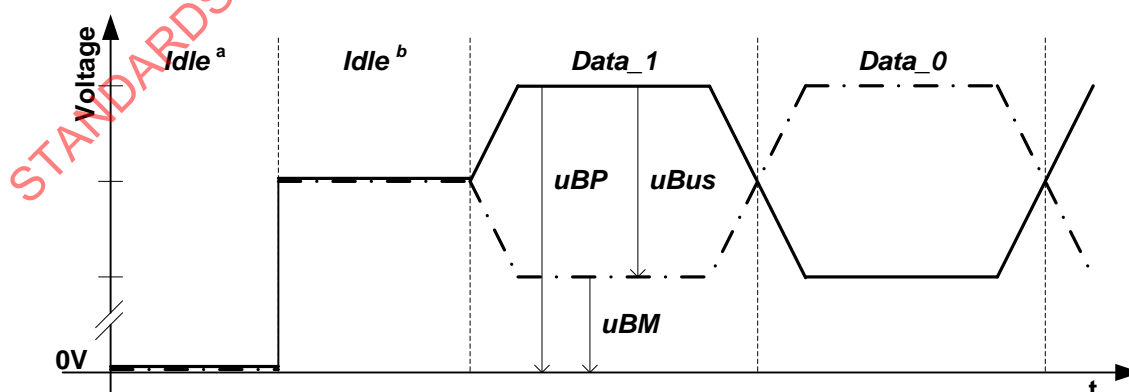 STANDARDS
Voltage
Idle a
Idle b
Data_1
Data_0
uBP
uBus
uBM
0V
t